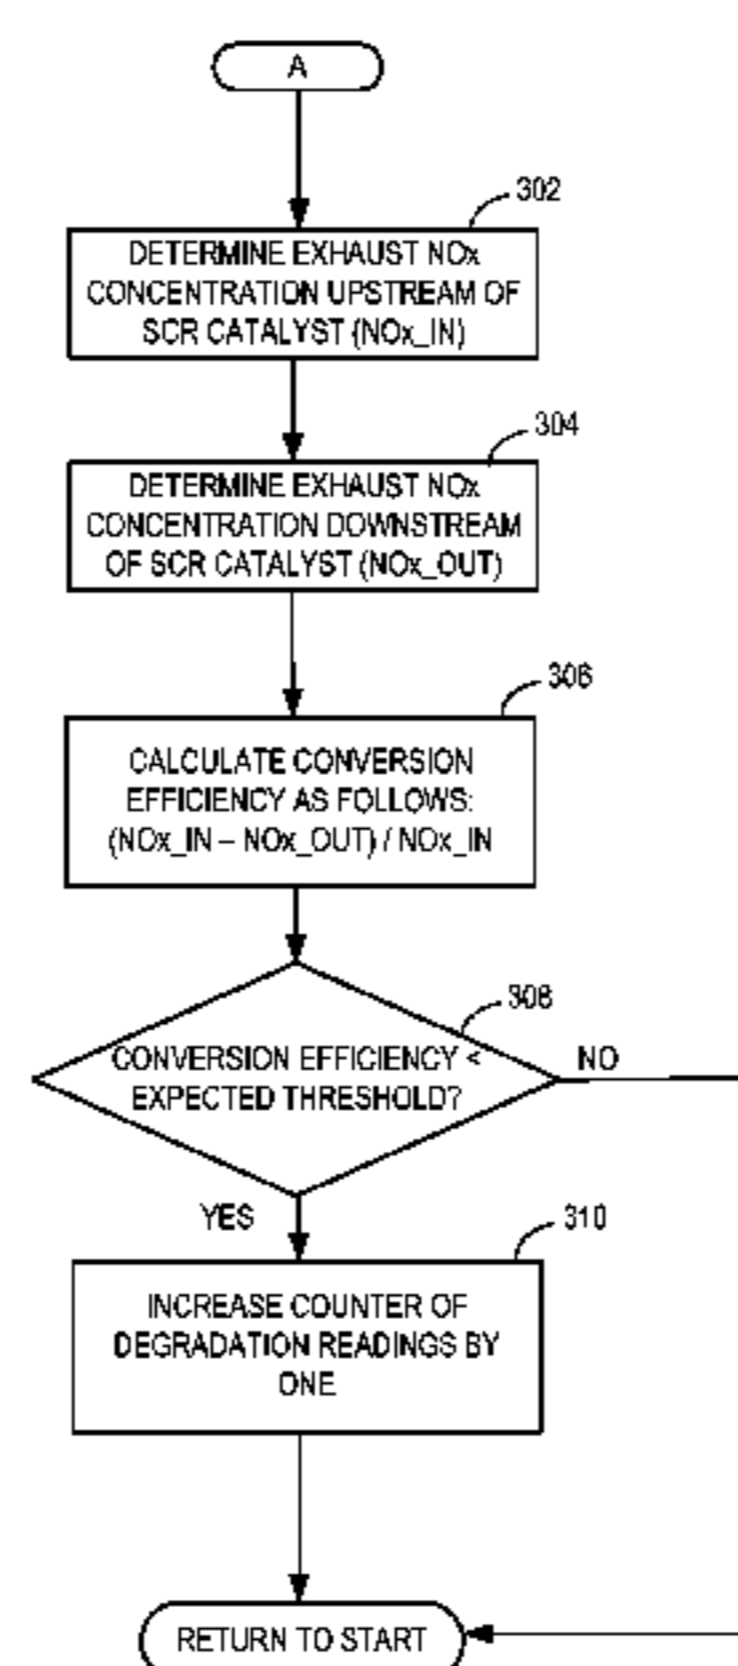 A
302
DETERMINE EXHAUST NOx
CONCENTRATION UPSTREAM OF
SCR CATALYST (NOx_IN)
304
DETERMINE EXHAUST NOx
CONCENTRATION DOWNSTREAM
OF SCR CATALYST (NOx_OUT)
306
CALCULATE CONVERSION
EFFICIENCY AS FOLLOWS:
(NOx_IN – NOx_OUT) / NOx_IN
308
CONVERSION EFFICIENCY <
EXPECTED THRESHOLD?
NO
YES
310
INCREASE COUNTER OF
DEGRADATION READINGS BY
ONE
RETURN TO START